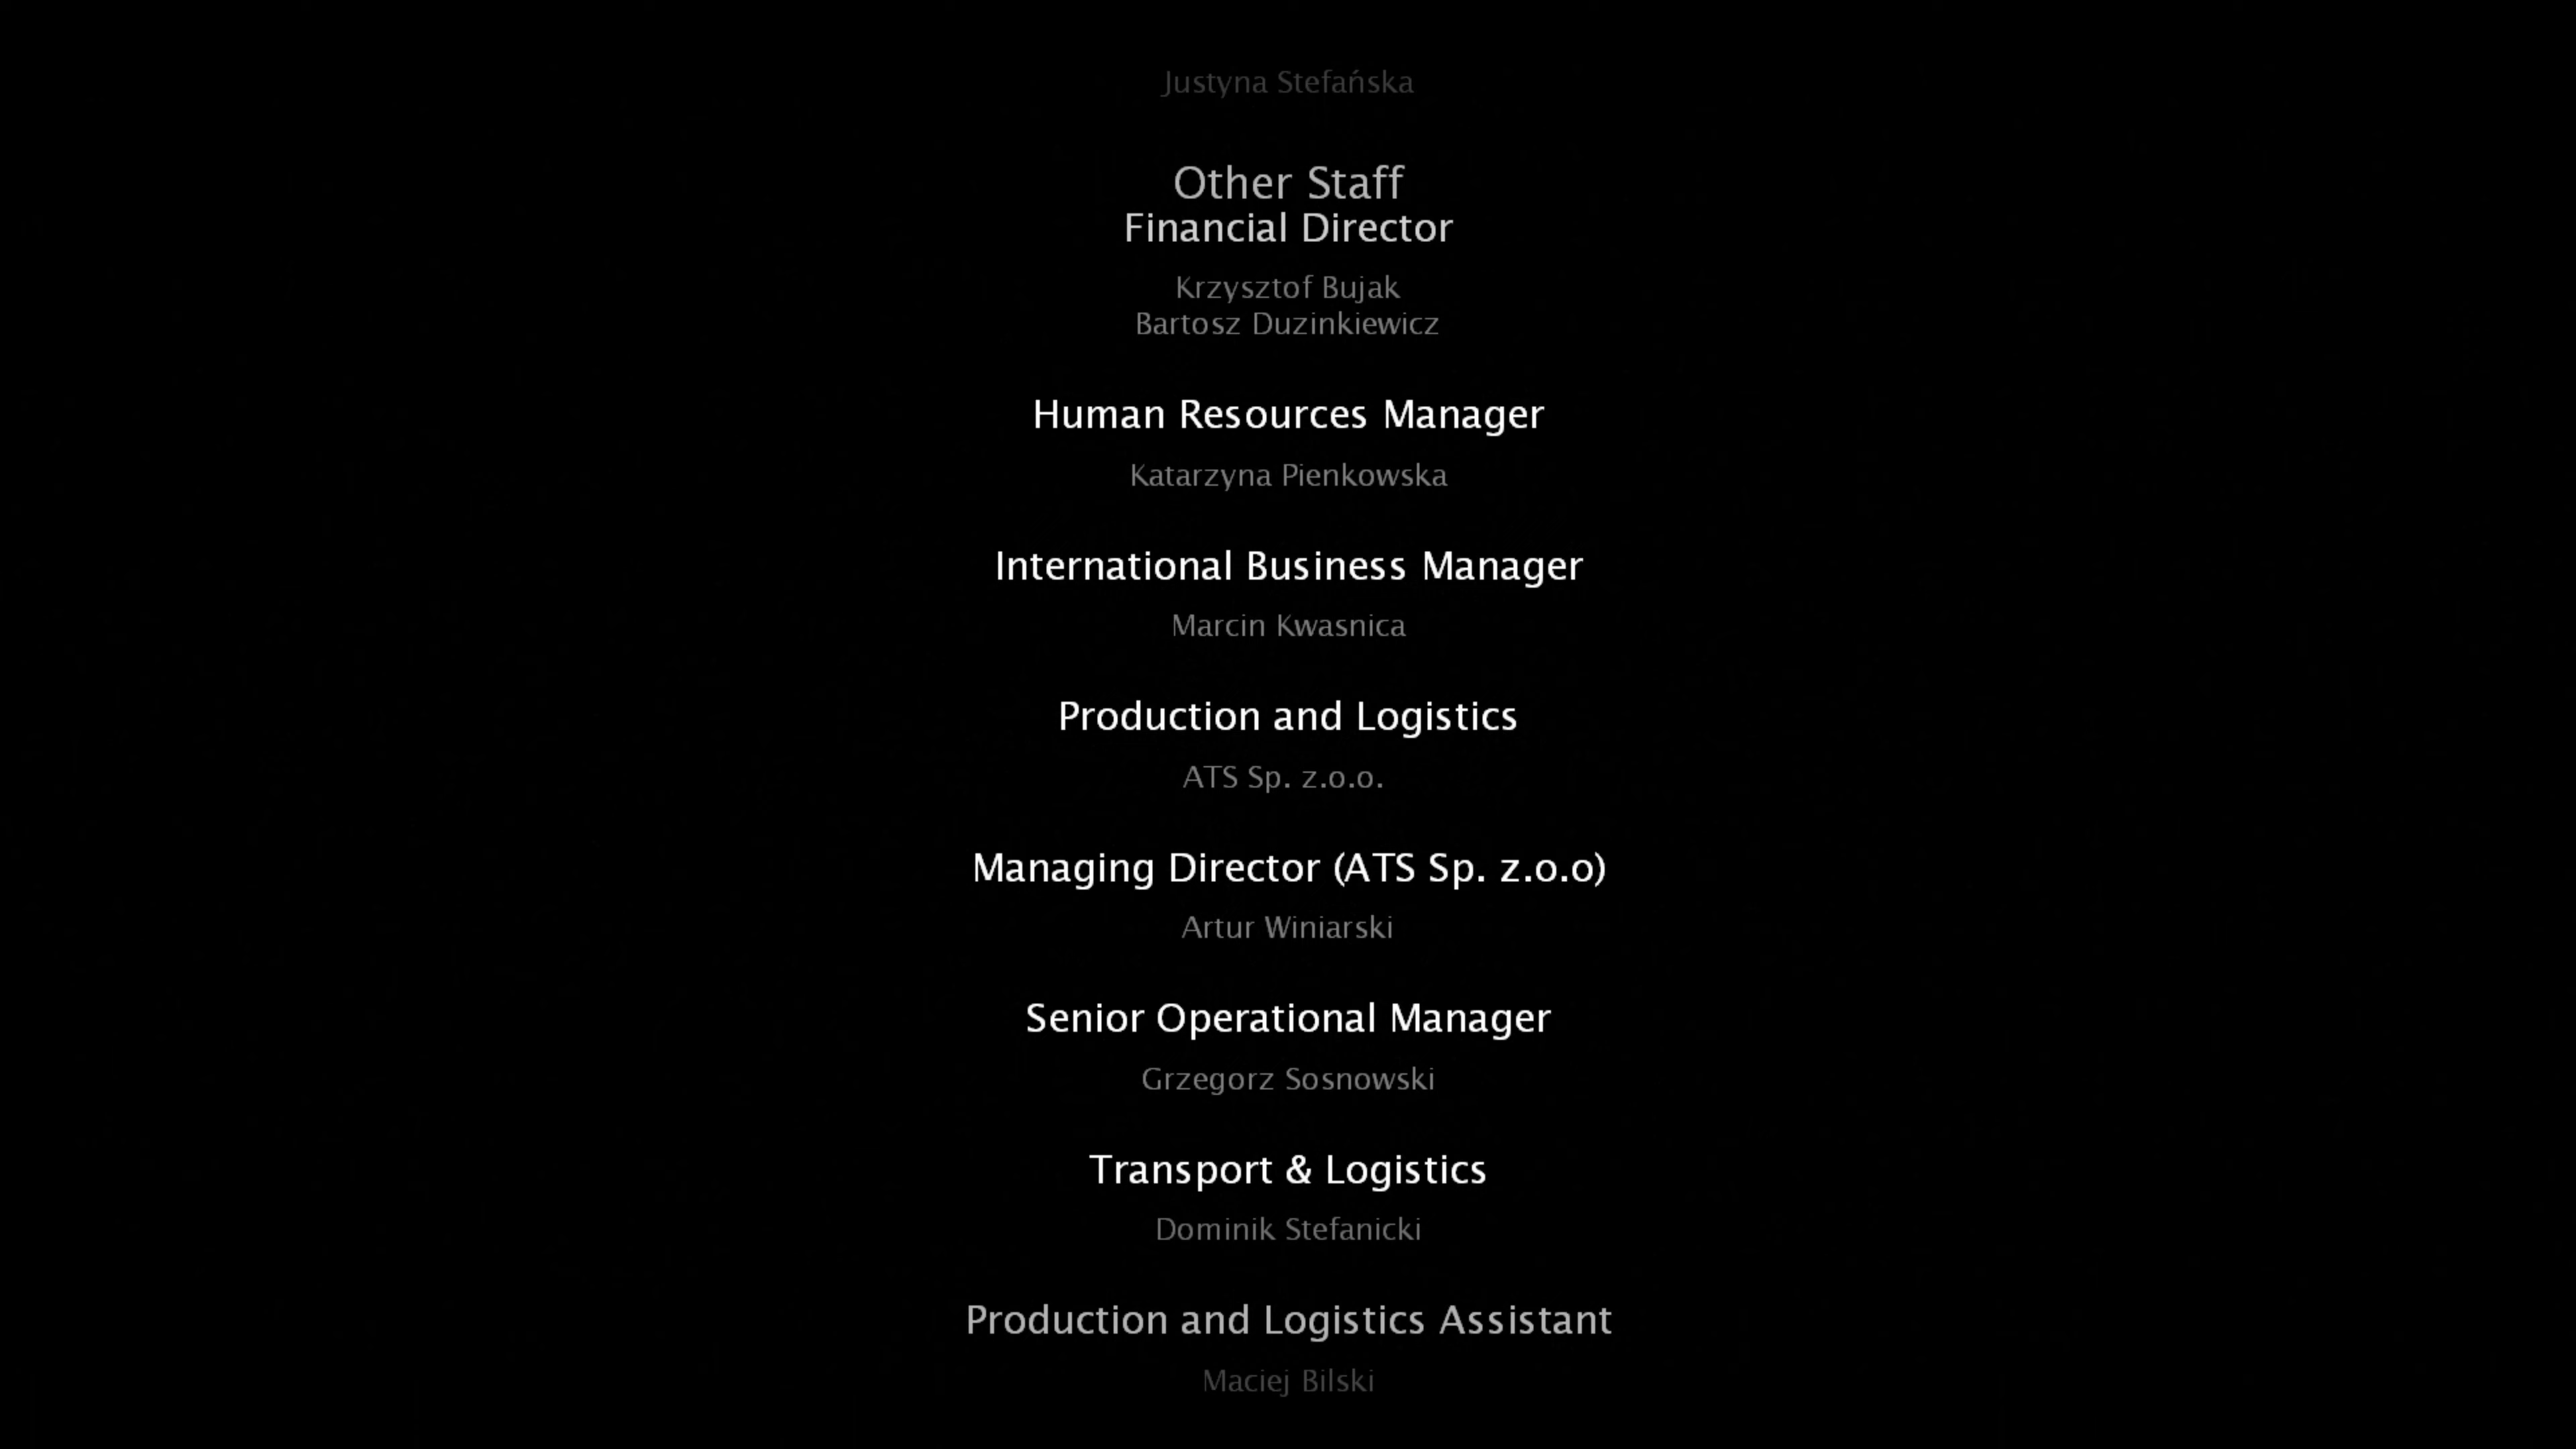 Justyna Stefańska
Other Staff
Financial Director
Krzysztof Bujak
Bartosz Duzinkiewicz
Human Resources Manager
Katarzyna Pienkowska
International Business Manager
Marcin Kwasnica
Production and Logistics
ATS Sp. z.o.o.
Managing Director (ATS Sp. z.o.o)
Artur Winiarski
Senior Operational Manager
Grzegorz Sosnowski
Transport & Logistics
Dominik Stefanicki
Production and Logistics Assistant
Maciej Bilski